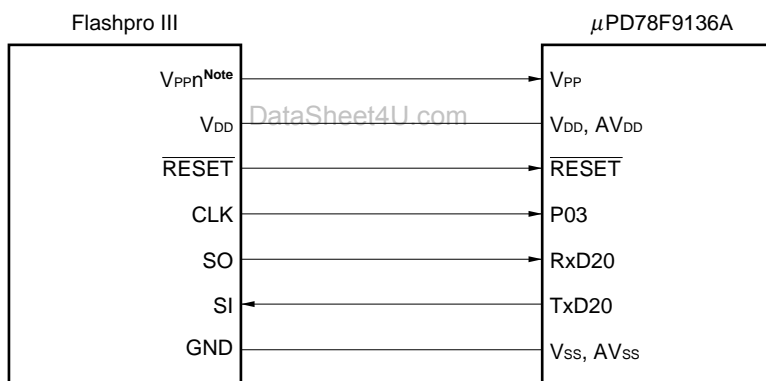 Flashpro III μPD78F9136A
VPPnNote VPP
VDD DataSheet4U.com VDD, AVDD
RESET RESET
CLK P03
SO RxD20
SI TxD20
GND VSS, AVSS